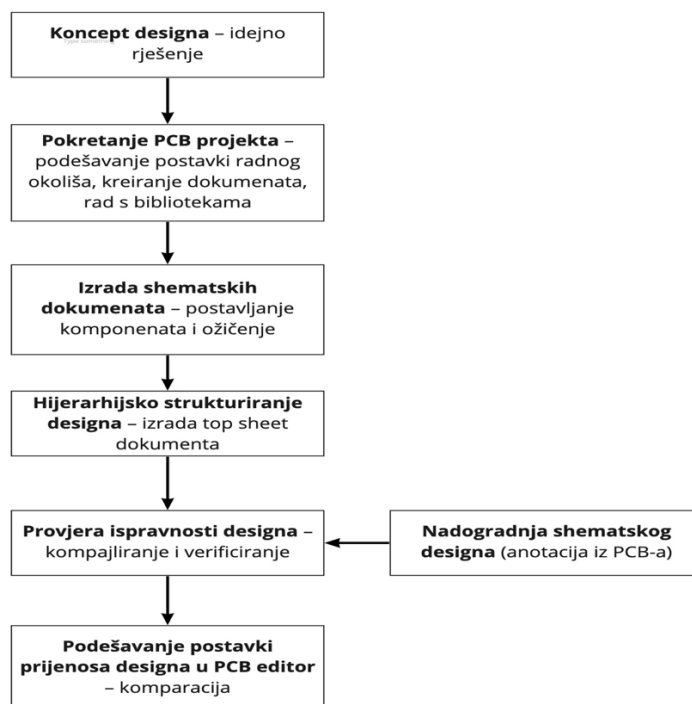 Koncept designa – idejno
rješenje
Pokretanje PCB projekta –
podešavanje postavki radnog
okoliša, kreiranje dokumenata,
rad s bibliotekama
Izrada shematskih
dokumenata – postavljanje
komponenata i ožičenje
Hijerarhijsko strukturiranje
designa – izrada top sheet
dokumenta
Provjera ispravnosti designa –
kompajliranje i verificiranje
Nadogradnja shematskog
designa (anotacija iz PCB-a)
Podešavanje postavki
prijenosa designa u PCB editor
– komparacija